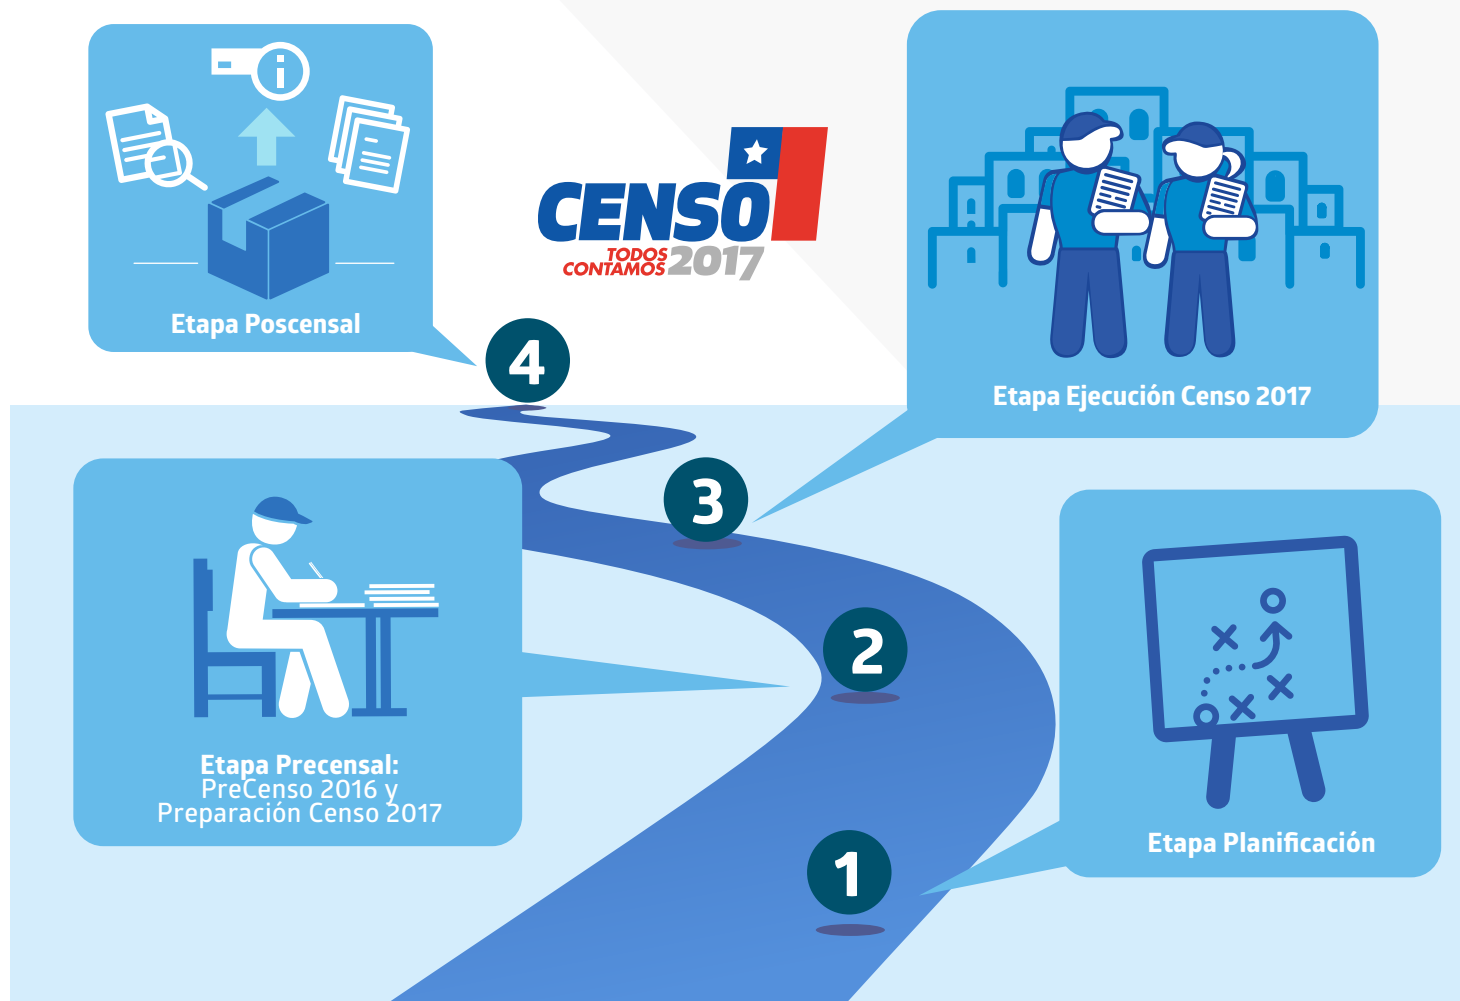 Etapa Poscensal
CENSO
TODOS
CONTAMOS
2017
Etapa Ejecución Censo 2017
4
3
Etapa Precensal:
PreCenso 2016 y
Preparación Censo 2017
2
1
Etapa Planificación
i